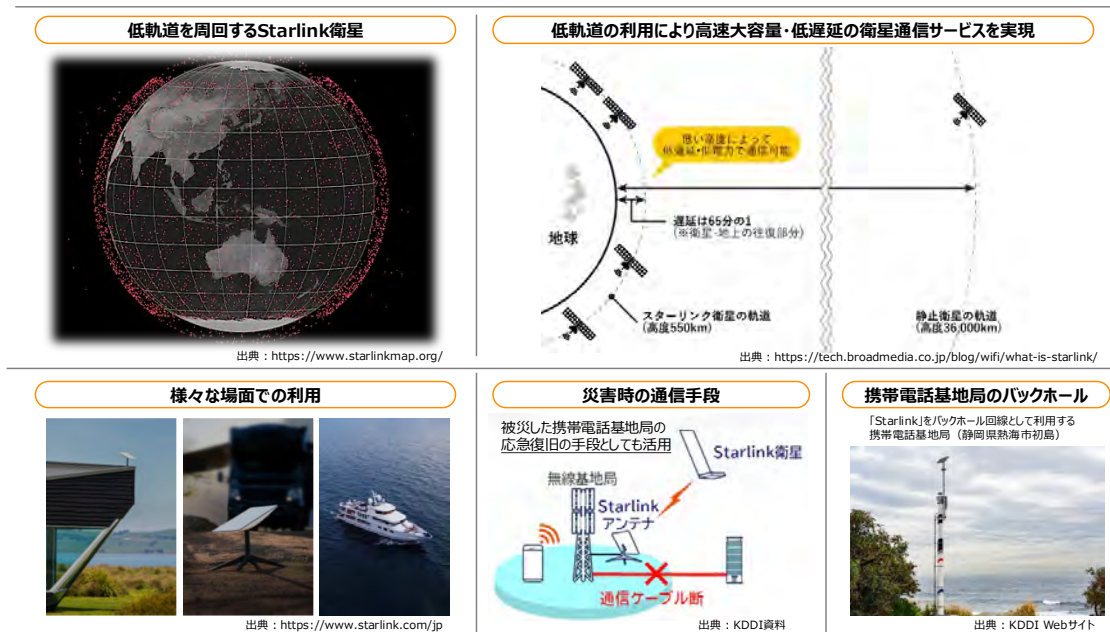 低軌道を周回するStarlink衛星
出典：https://www.starlinkmap.org/
低軌道の利用により高速大容量・低遅延の衛星通信サービスを実現
低い高度によって
低遅延・低電力で通信可能
遅延は65分の1
(※衛星-地上の往復部分)
地球
スターリンク衛星の軌道
(高度550km)
静止衛星の軌道
(高度36,000km)
出典：https://tech.broadmedia.co.jp/blog/wifi/what-is-starlink/
様々な場面での利用
出典：https://www.starlink.com/jp
災害時の通信手段
被災した携帯電話基地局の
応急復旧の手段としても活用
Starlink衛星
無線基地局
Starlink
アンテナ
通信ケーブル断
出典：KDDI資料
携帯電話基地局のバックホール
「Starlink」をバックホール回線として利用する
携帯電話基地局（静岡県熱海市初島）
出典：KDDI Webサイト